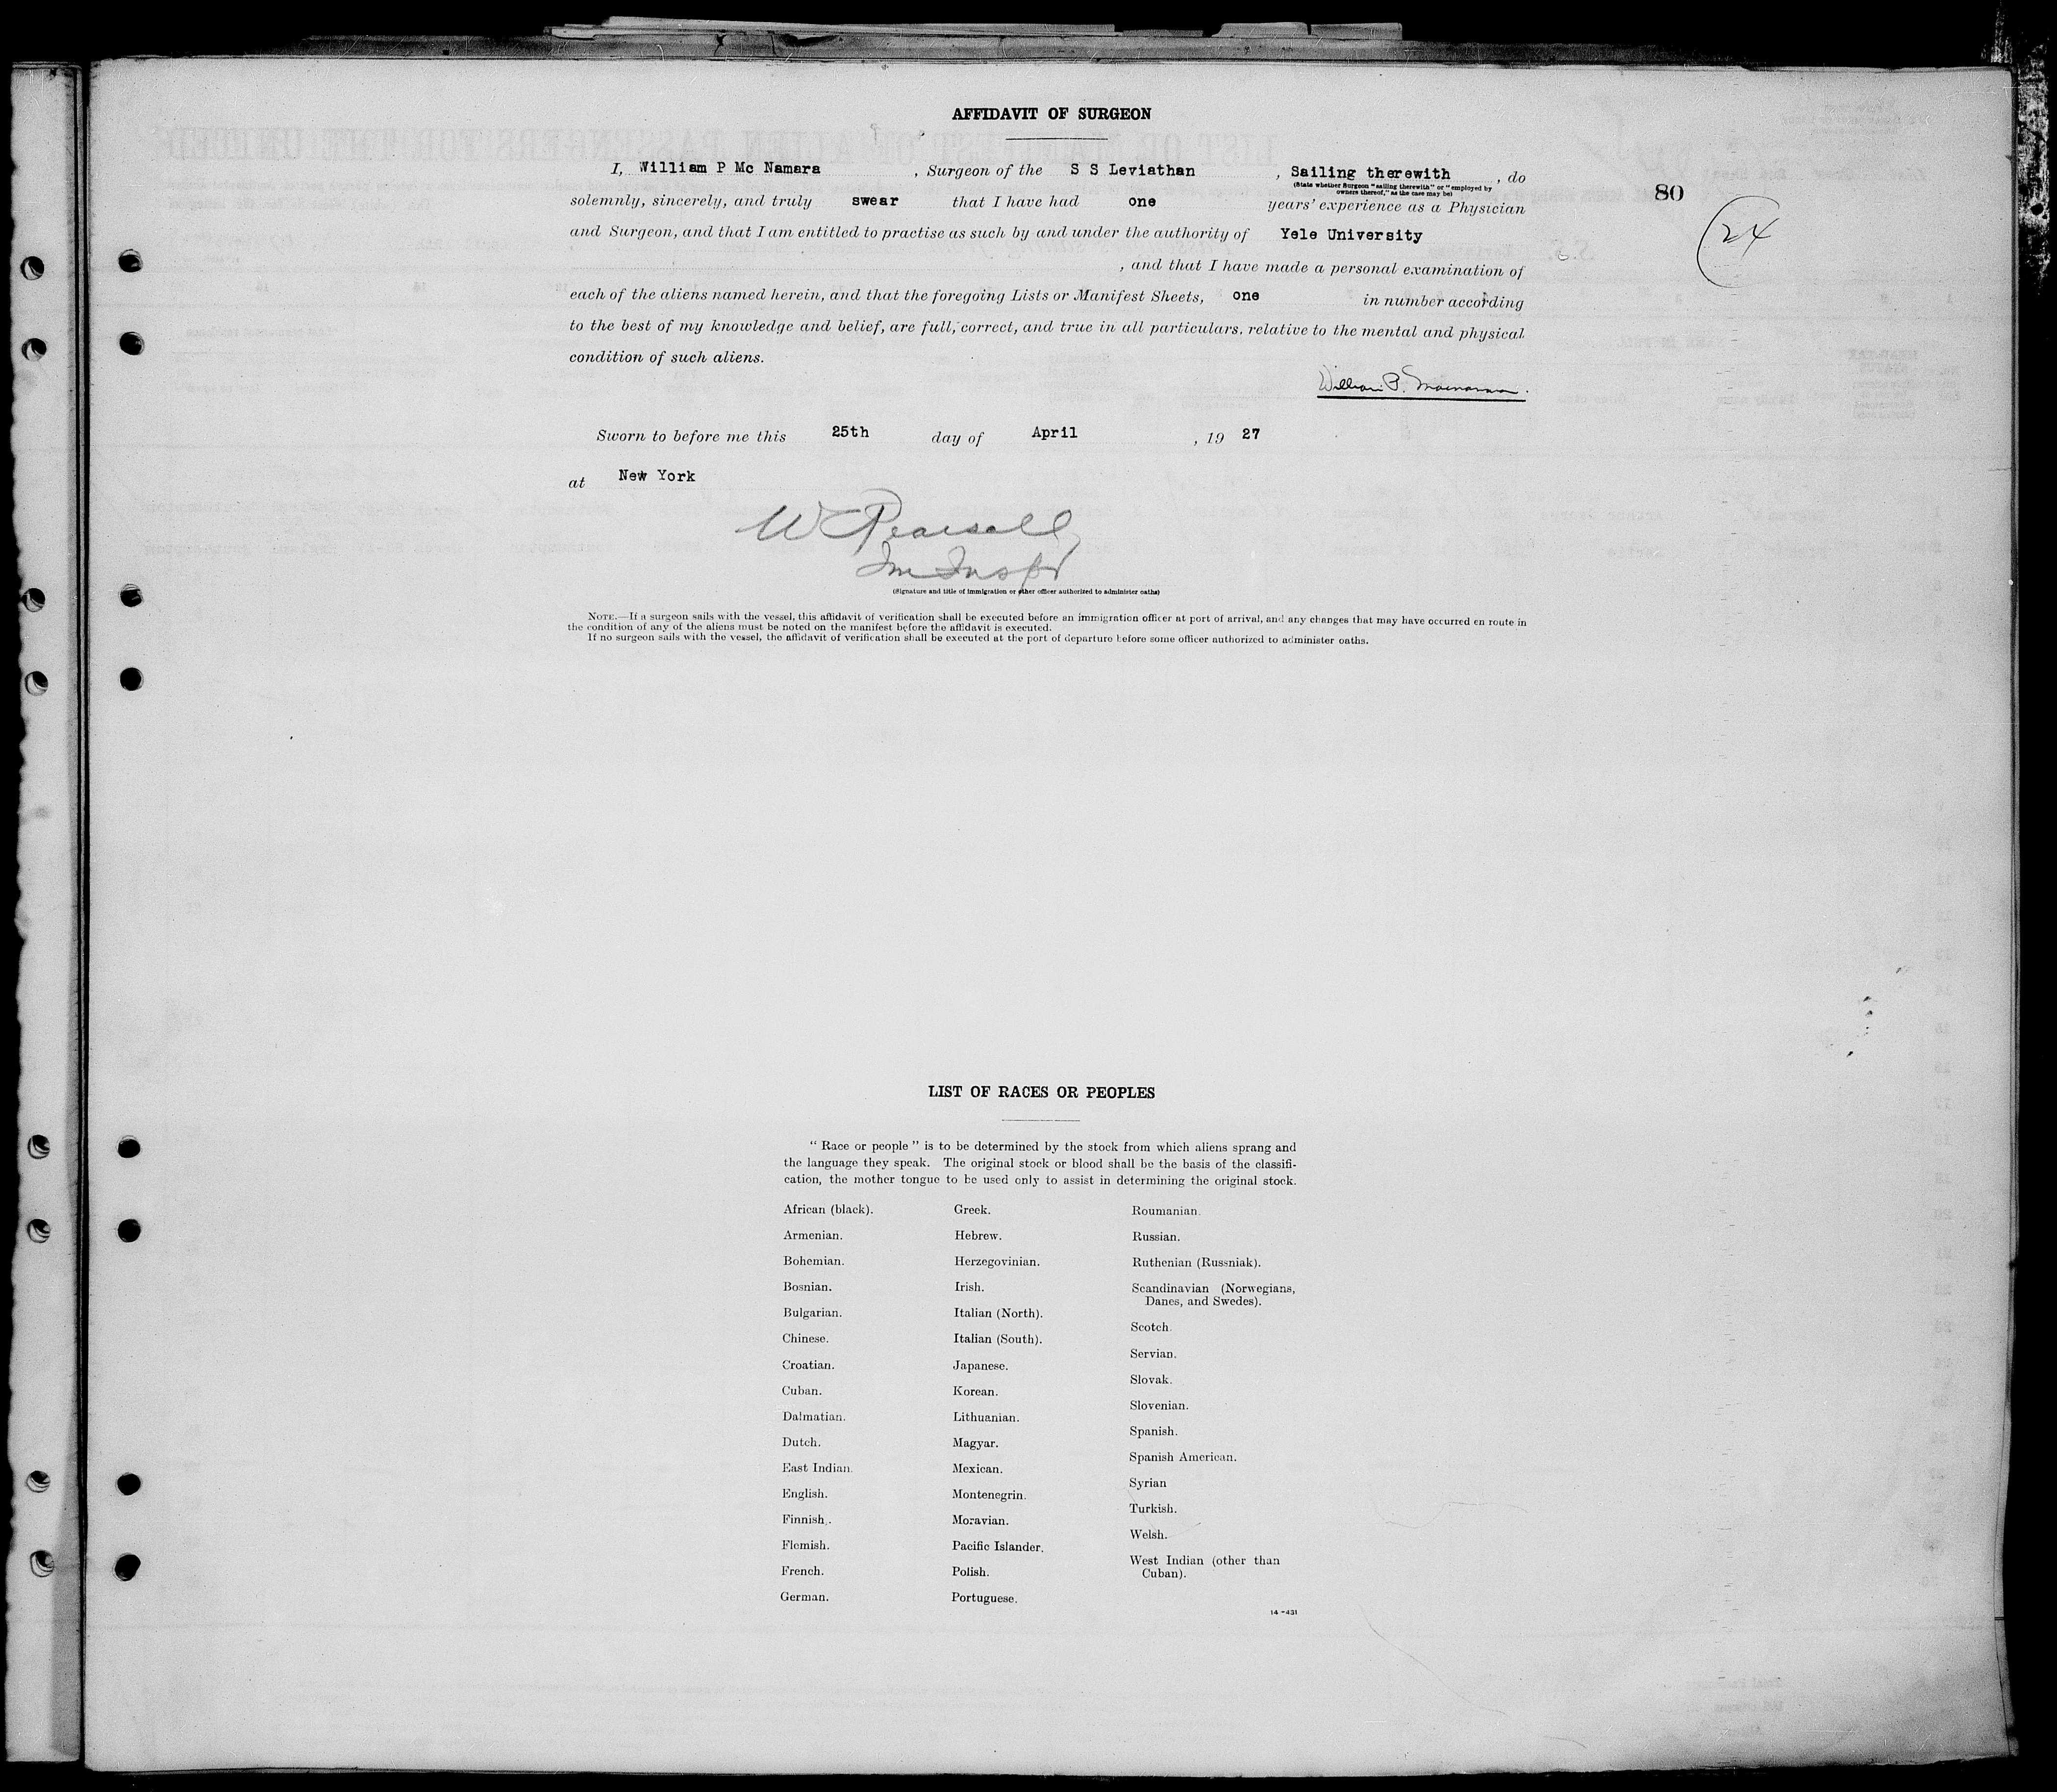 AFFIDAVIT OF SURGEON
I, William P Mc Namara , Surgeon of the S S Leviathan , Sailing therewith , do
(State whether Surgeon "sailing therewith" or "employed by
owners thereof," as the case may be)
80
24
solemnly, sincerely, and truly swear that I have had one years' experience as a Physician
and Surgeon, and that I am entitled to practise as such by and under the authority of Yele University
, and that I have made a personal examination of
each of the aliens named herein, and that the foregoing Lists or Manifest Sheets, one in number according
to the best of my knowledge and belief, are full, correct, and true in all particulars, relative to the mental and physical
condition of such aliens.
William P. Mcnamara.
Sworn to before me this 25th day of April , 19 27
at New York
W Pearsall
Im Inspr
(Signature and title of immigration or other officer authorized to administer oaths)
NOTE.—If a surgeon sails with the vessel, this affidavit of verification shall be executed before an immigration officer at port of arrival, and any changes that may have occurred en route in
the condition of any of the aliens must be noted on the manifest before the affidavit is executed.
If no surgeon sails with the vessel, the affidavit of verification shall be executed at the port of departure before some officer authorized to administer oaths.
LIST OF RACES OR PEOPLES
"Race or people" is to be determined by the stock from which aliens sprang and
the language they speak. The original stock or blood shall be the basis of the classifi-
cation, the mother tongue to be used only to assist in determining the original stock.
African (black).
Armenian.
Bohemian.
Bosnian.
Bulgarian.
Chinese.
Croatian.
Cuban.
Dalmatian.
Dutch.
East Indian.
English.
Finnish.
Flemish.
French.
German.
Greek.
Hebrew.
Herzegovinian.
Irish.
Italian (North).
Italian (South).
Japanese.
Korean.
Lithuanian.
Magyar.
Mexican.
Montenegrin.
Moravian.
Pacific Islander.
Polish.
Portuguese.
Roumanian.
Russian.
Ruthenian (Russniak).
Scandinavian (Norwegians,
Danes, and Swedes).
Scotch.
Servian.
Slovak.
Slovenian.
Spanish.
Spanish American.
Syrian
Turkish.
Welsh.
West Indian (other than
Cuban).
14-431